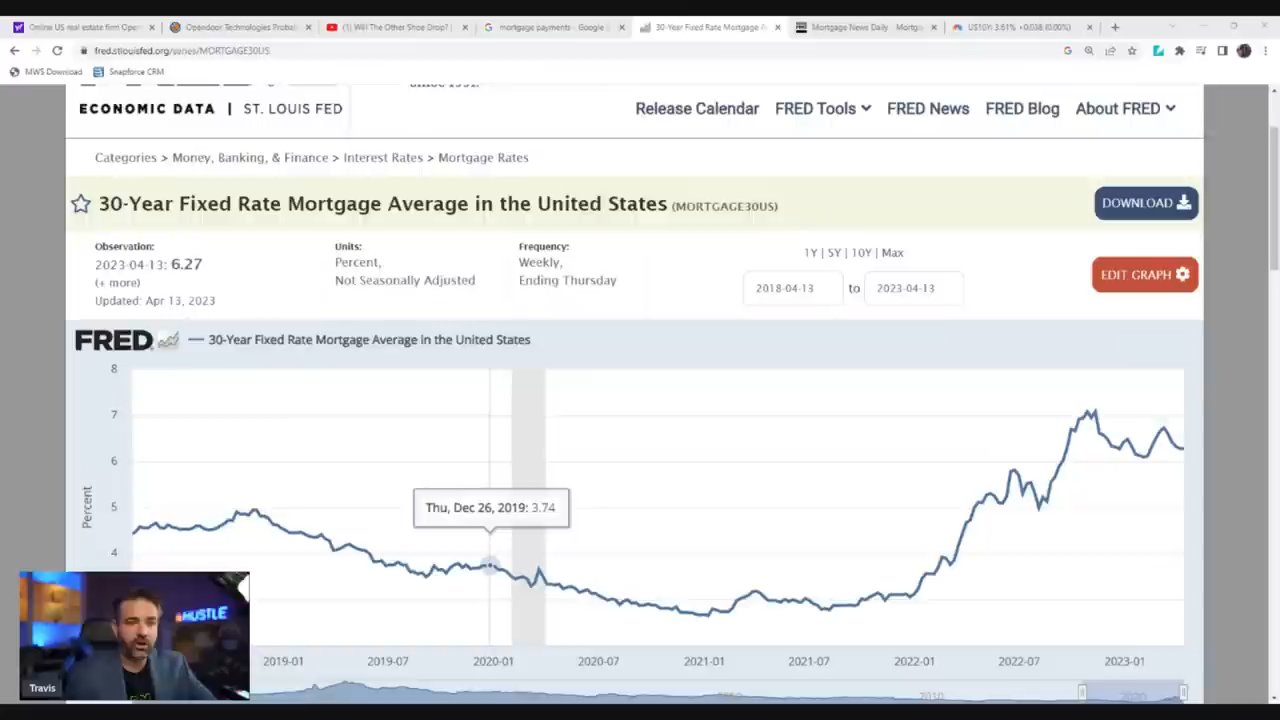 Online US real estate firm Open
Opendoor Technologies Probab
(1) Will The Other Shoe Drop? |
mortgage payments - Google
30-Year Fixed Rate Mortgage A
Mortgage News Daily - Mortga
US10Y: 3.61% +0.038 (0.00%)
fred.stlouisfed.org/series/MORTGAGE30US
MWS Download
Snapforce CRM
ECONOMIC DATA | ST. LOUIS FED
Release Calendar
FRED Tools
FRED News
FRED Blog
About FRED
Categories > Money, Banking, & Finance > Interest Rates > Mortgage Rates
30-Year Fixed Rate Mortgage Average in the United States (MORTGAGE30US)
DOWNLOAD
Observation:
2023-04-13: 6.27
(+ more)
Updated: Apr 13, 2023
Units:
Percent,
Not Seasonally Adjusted
Frequency:
Weekly,
Ending Thursday
1Y | 5Y | 10Y | Max
2018-04-13 to 2023-04-13
EDIT GRAPH
FRED
30-Year Fixed Rate Mortgage Average in the United States
8
7
6
5
4
Percent
Thu, Dec 26, 2019: 3.74
HUSTLE
Travis
2019-01
2019-07
2020-01
2020-07
2021-01
2021-07
2022-01
2022-07
2023-01
2010
2020